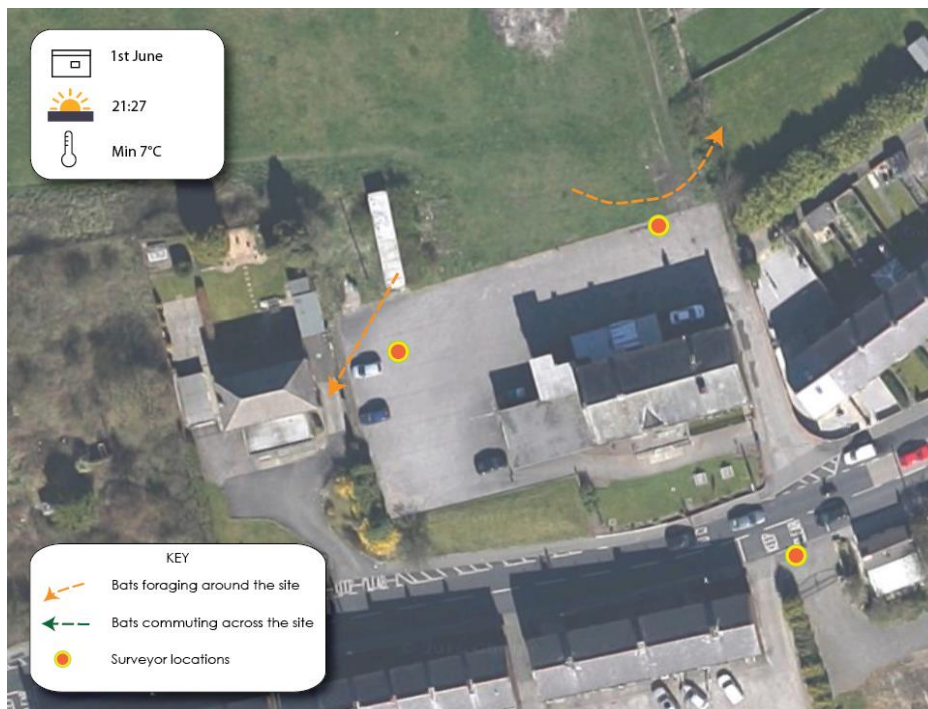 1st June
21:27
Min 7°C
KEY
Bats foraging around the site
Bats commuting across the site
Surveyor locations